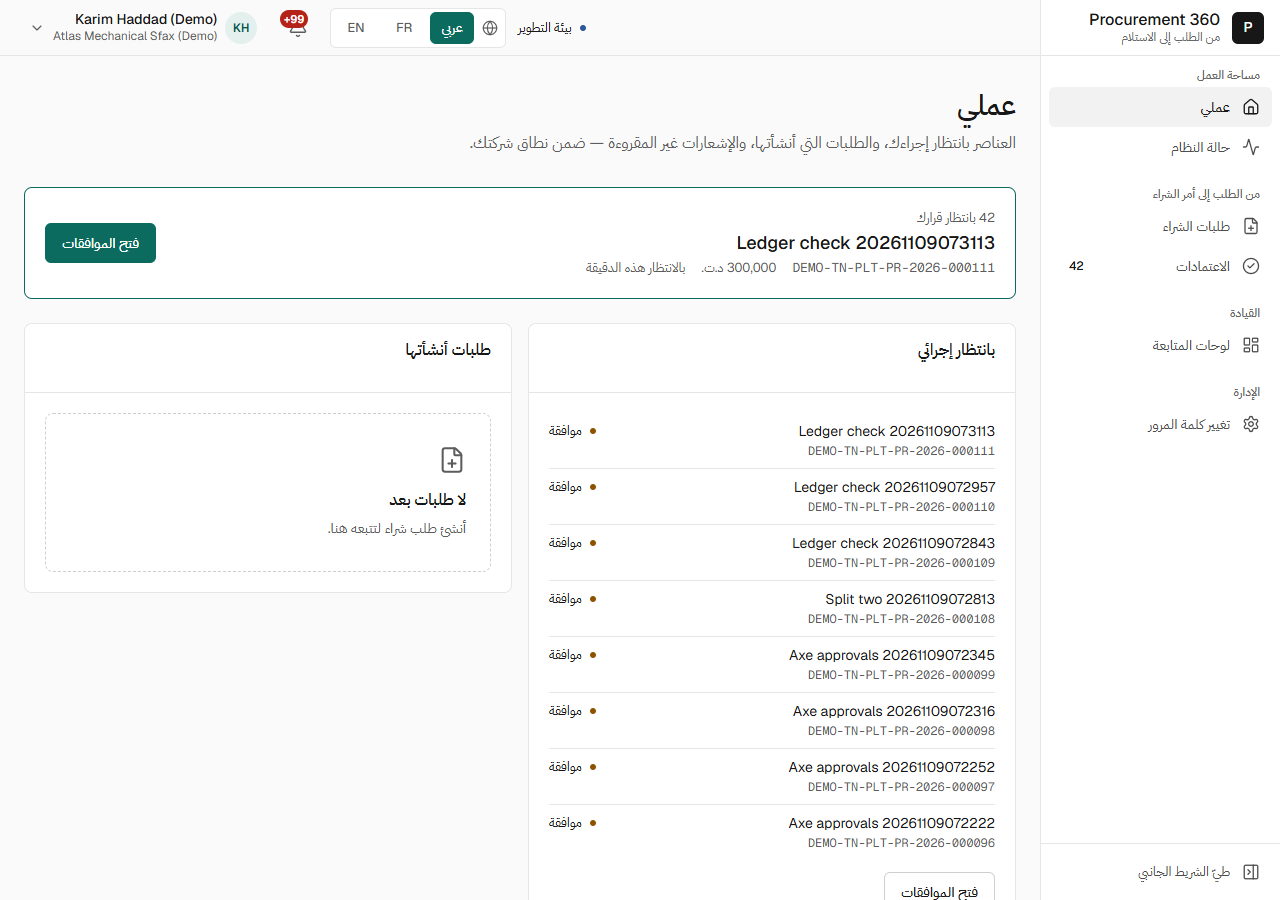 Procurement 360
P
من الطلب إلى الاستلام
بيئة التطوير
عربي
FR
EN
+99
KH
Karim Haddad (Demo)
Atlas Mechanical Sfax (Demo)
مساحة العمل
عملي
حالة النظام
من الطلب إلى أمر الشراء
طلبات الشراء
الاعتمادات
42
القيادة
لوحات المتابعة
الإدارة
تغيير كلمة المرور
طيّ الشريط الجانبي
عملي
العناصر بانتظار إجراءك، والطلبات التي أنشأتها، والإشعارات غير المقروءة — ضمن نطاق شركتك.
42 بانتظار قرارك
Ledger check 20261109073113
DEMO-TN-PLT-PR-2026-000111 300,000 د.ت. بالانتظار هذه الدقيقة
فتح الموافقات
بانتظار إجرائي
Ledger check 20261109073113
موافقة
DEMO-TN-PLT-PR-2026-000111
Ledger check 20261109072957
موافقة
DEMO-TN-PLT-PR-2026-000110
Ledger check 20261109072843
موافقة
DEMO-TN-PLT-PR-2026-000109
Split two 20261109072813
موافقة
DEMO-TN-PLT-PR-2026-000108
Axe approvals 20261109072345
موافقة
DEMO-TN-PLT-PR-2026-000099
Axe approvals 20261109072316
موافقة
DEMO-TN-PLT-PR-2026-000098
Axe approvals 20261109072252
موافقة
DEMO-TN-PLT-PR-2026-000097
Axe approvals 20261109072222
موافقة
DEMO-TN-PLT-PR-2026-000096
فتح الموافقات
طلبات أنشأتها
لا طلبات بعد
أنشئ طلب شراء لتتبعه هنا.